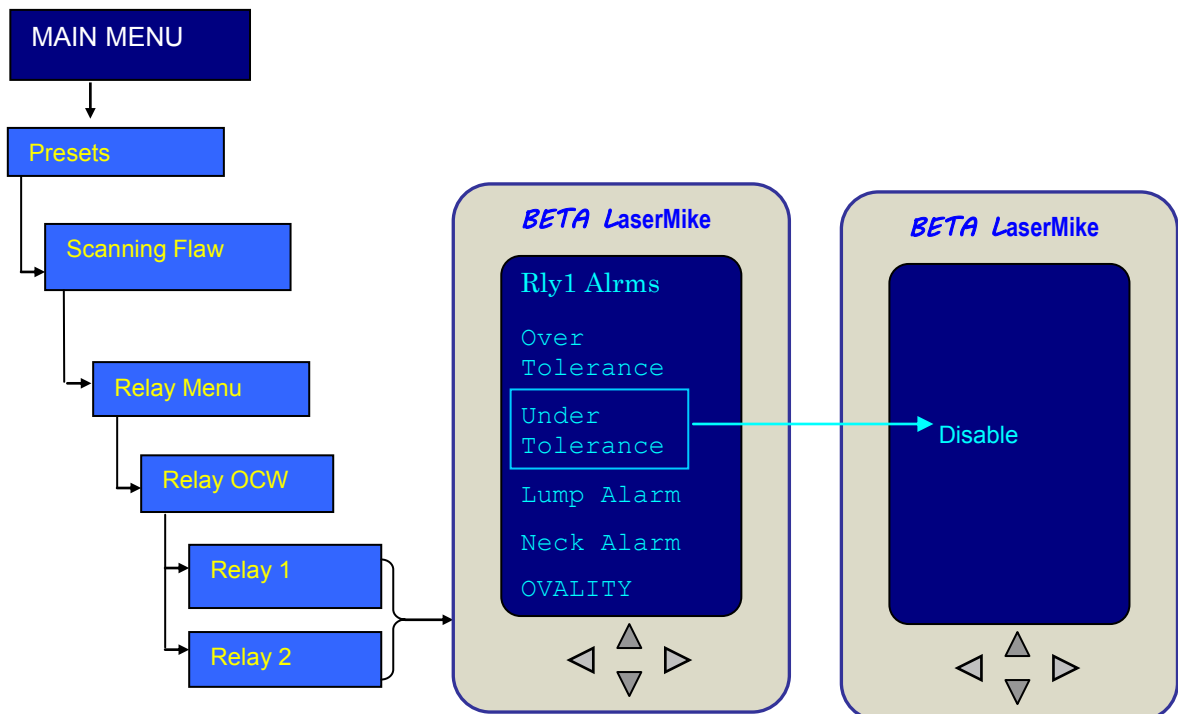 MAIN MENU
Presets
Scanning Flaw
Relay Menu
Relay OCW
Relay 1
Relay 2
BETA LaserMike
Rly1 Alrms
Over
Tolerance
Under
Tolerance
Lump Alarm
Neck Alarm
OVALITY
BETA LaserMike
Disable